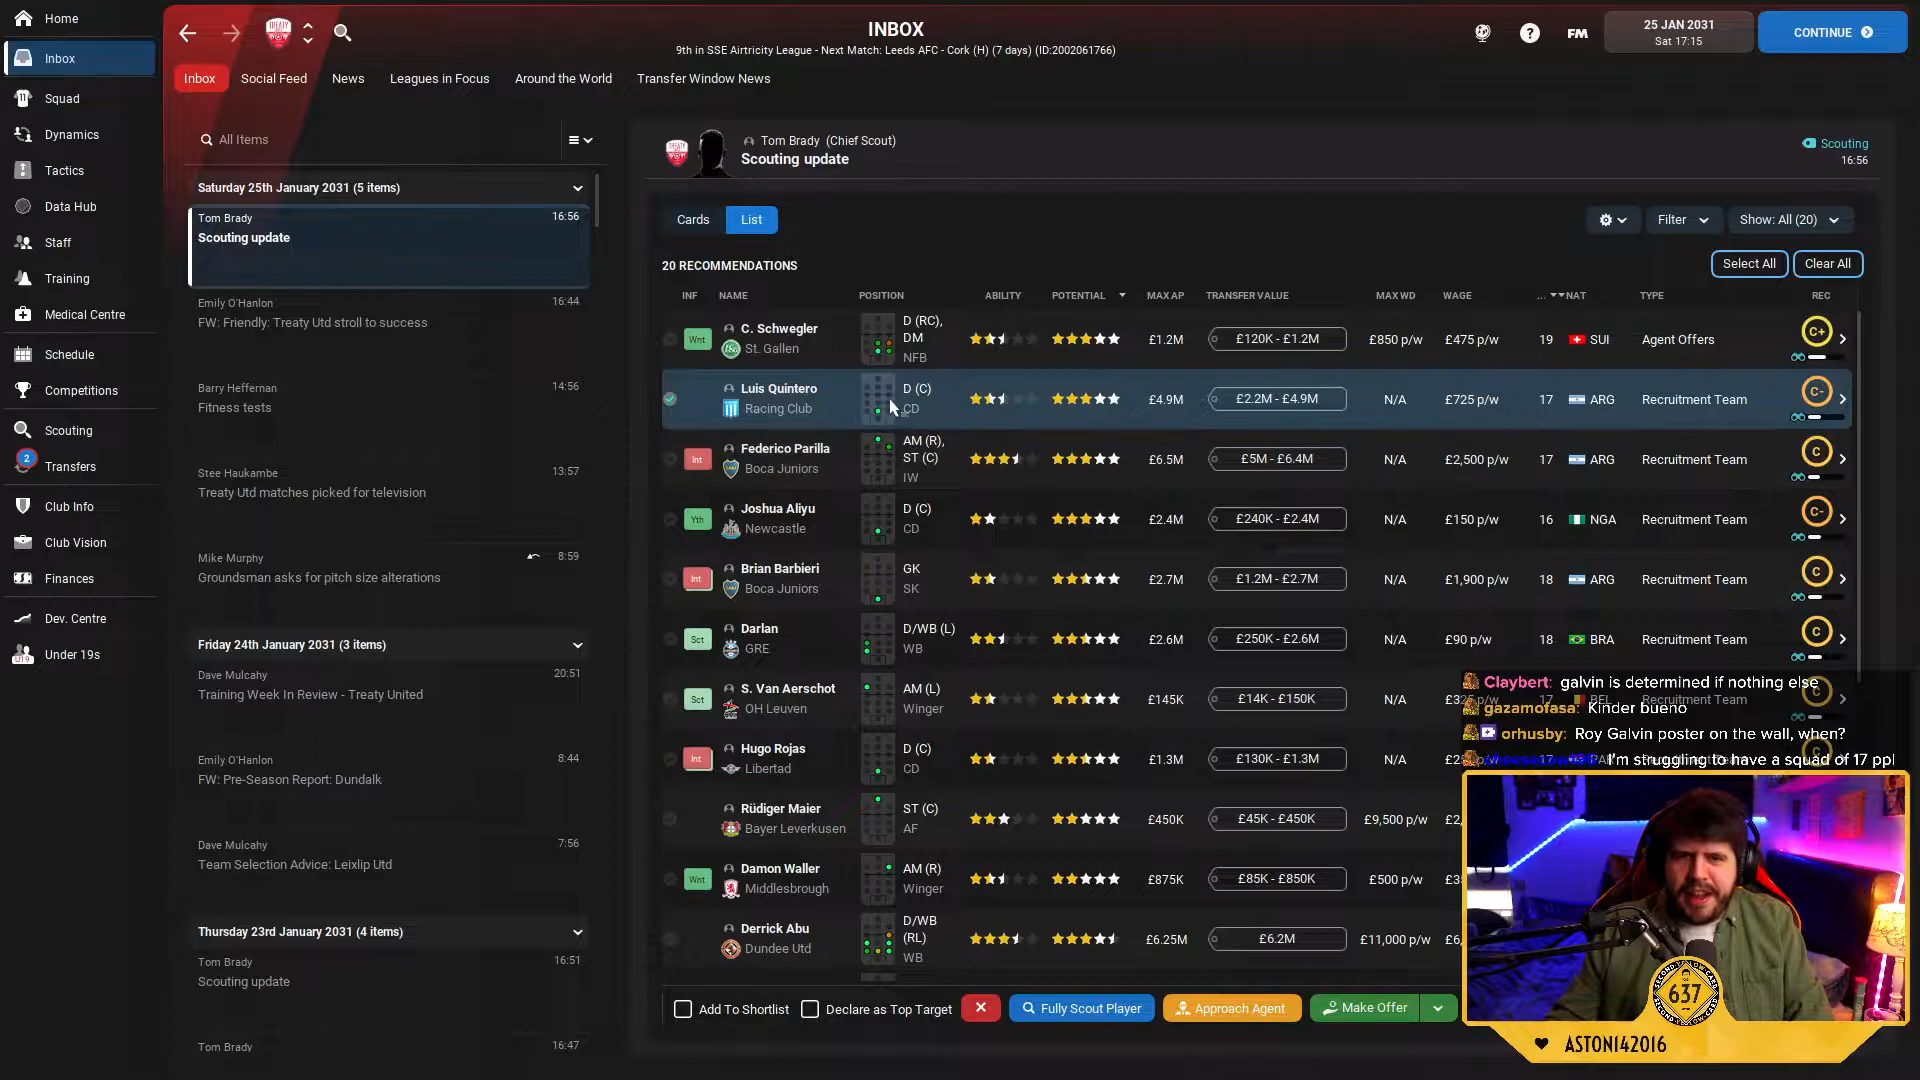 Home
Inbox
Squad
Dynamics
Tactics
Data Hub
Staff
Training
Medical Centre
Schedule
Competitions
Scouting
2
Transfers
Club Info
Club Vision
Finances
Dev. Centre
U19
Under 19s
INBOX
9th in SSE Airtricity League - Next Match: Leeds AFC - Cork (H) (7 days) (ID:2002061766)
FM
25 JAN 2031
Sat 17:15
CONTINUE
Inbox
Social Feed
News
Leagues in Focus
Around the World
Transfer Window News
All Items
Saturday 25th January 2031 (5 items)
Tom Brady 16:56
Scouting update
Emily O'Hanlon 16:44
FW: Friendly: Treaty Utd stroll to success
Barry Heffernan 14:56
Fitness tests
Stee Haukambe 13:57
Treaty Utd matches picked for television
Mike Murphy 8:59
Groundsman asks for pitch size alterations
Friday 24th January 2031 (3 items)
Dave Mulcahy 20:51
Training Week In Review - Treaty United
Emily O'Hanlon 8:44
FW: Pre-Season Report: Dundalk
Dave Mulcahy 7:56
Team Selection Advice: Leixlip Utd
Thursday 23rd January 2031 (4 items)
Tom Brady 16:51
Scouting update
Tom Brady 16:47
Tom Brady (Chief Scout)
Scouting update
Scouting
16:56
Cards List Filter Show: All (20)
20 RECOMMENDATIONS Select All Clear All
INF NAME POSITION ABILITY POTENTIAL MAX AP TRANSFER VALUE MAX WD WAGE ... NAT TYPE REC
Wnt C. Schwegler St. Gallen D (RC), DM NFB £1.2M £120K - £1.2M £850 p/w £475 p/w 19 SUI Agent Offers C+
Luis Quintero Racing Club D (C) CD £4.9M £2.2M - £4.9M N/A £725 p/w 17 ARG Recruitment Team C-
Int Federico Parilla Boca Juniors AM (R), ST (C) IW £6.5M £5M - £6.4M N/A £2,500 p/w 17 ARG Recruitment Team C
Yth Joshua Aliyu Newcastle D (C) CD £2.4M £240K - £2.4M N/A £150 p/w 16 NGA Recruitment Team C-
Int Brian Barbieri Boca Juniors GK SK £2.7M £1.2M - £2.7M N/A £1,900 p/w 18 ARG Recruitment Team C
Sct Darlan GRE D/WB (L) WB £2.6M £250K - £2.6M N/A £90 p/w 18 BRA Recruitment Team C
Sct S. Van Aerschot OH Leuven AM (L) Winger £145K £14K - £150K N/A 17 BEL Recruitment Team C
Int Hugo Rojas Libertad D (C) CD £1.3M £130K - £1.3M N/A
Rüdiger Maier Bayer Leverkusen ST (C) AF £450K £45K - £450K £9,500 p/w
Wnt Damon Waller Middlesbrough AM (R) Winger £875K £85K - £850K £500 p/w
Derrick Abu Dundee Utd D/WB (RL) WB £6.25M £6.2M £11,000 p/w
Add To Shortlist Declare as Top Target Fully Scout Player Approach Agent Make Offer
Claybert: galvin is determined if nothing else
gazamofasa: Kinder bueno
orhusby: Roy Galvin poster on the wall, when?
I'm struggling to have a squad of 17 ppl
SECOND YELLOW CARD
637
ASTON142016